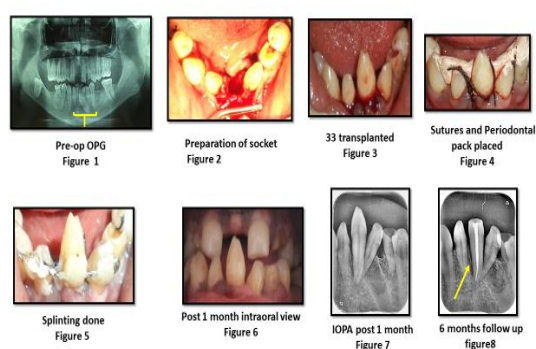 Pre-op OPG
Figure 1
Preparation of socket
Figure 2
33 transplanted
Figure 3
Sutures and Periodontal
pack placed
Figure 4
Splinting done
Figure 5
Post 1 month intraoral view
Figure 6
IOPA post 1 month
Figure 7
6 months follow up
figure8